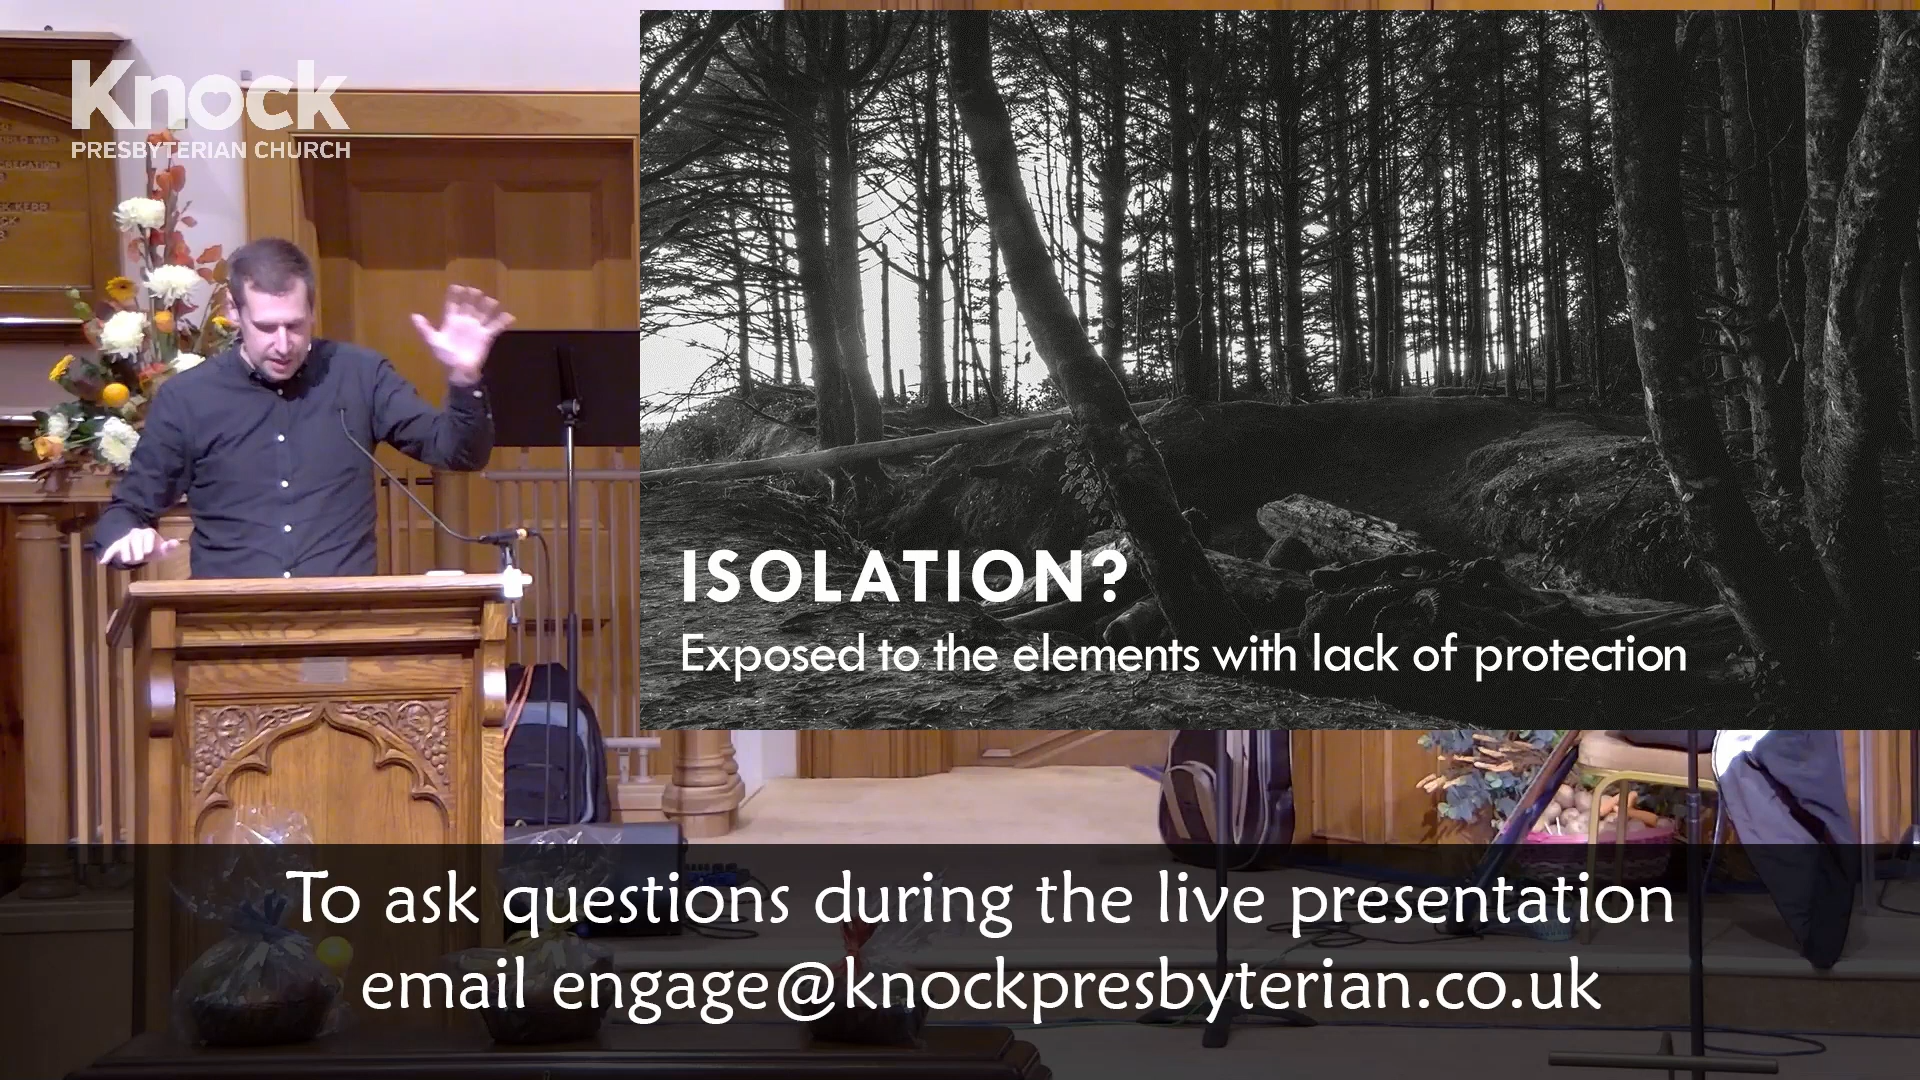 Knock
PRESBYTERIAN CHURCH
ISOLATION?
Exposed to the elements with lack of protection
To ask questions during the live presentation
email engage@knockpresbyterian.co.uk